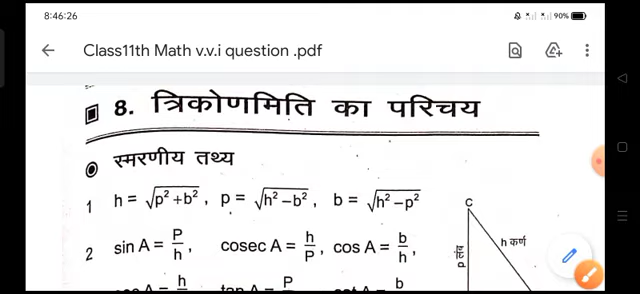 8:46:26 90%
Class11th Math v.v.i question .pdf
8. त्रिकोणमिति का परिचय
स्मरणीय तथ्य
1 h = √p²+b² , p = √h²−b² , b = √h²−p²
2 sin A = P/h , cosec A = h/P , cos A = b/h ,
C
p लंब
h कर्ण
h
tan A = P
b